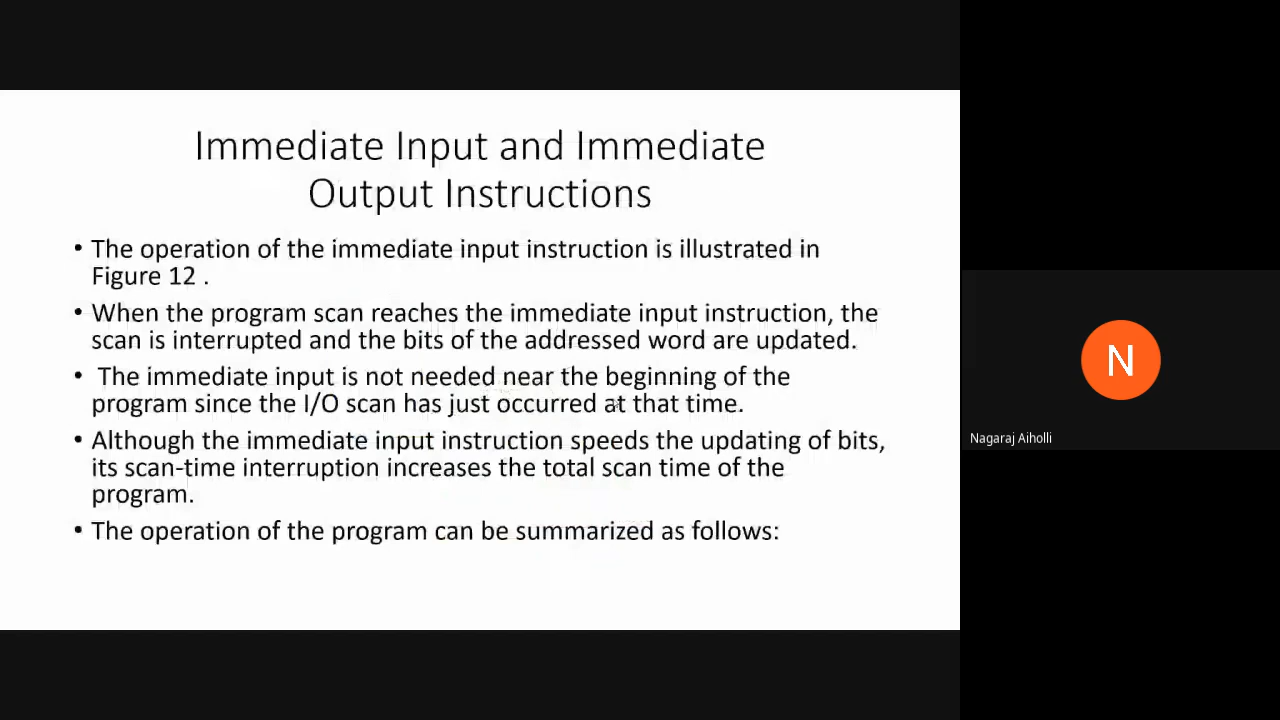 Immediate Input and Immediate
Output Instructions
• The operation of the immediate input instruction is illustrated in
Figure 12 .
• When the program scan reaches the immediate input instruction, the
scan is interrupted and the bits of the addressed word are updated.
• The immediate input is not needed near the beginning of the
program since the I/O scan has just occurred at that time.
• Although the immediate input instruction speeds the updating of bits,
its scan-time interruption increases the total scan time of the
program.
• The operation of the program can be summarized as follows:
N
Nagaraj Aiholli